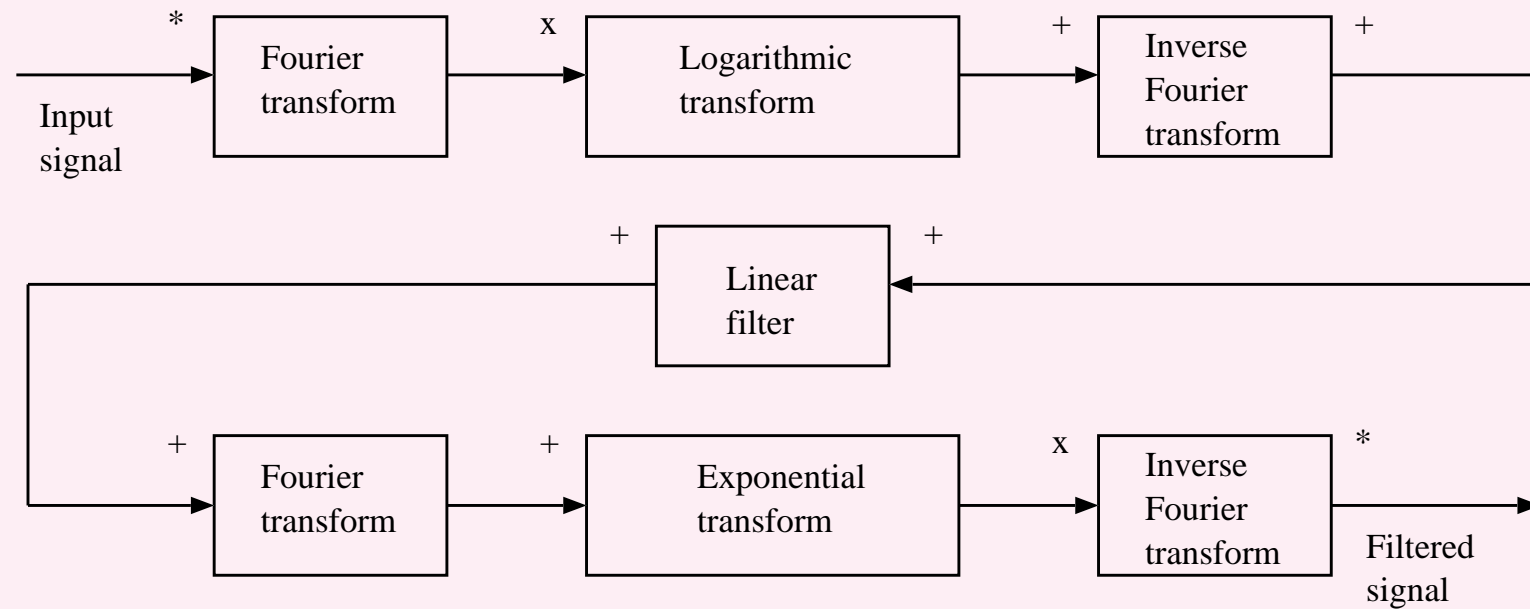 * x + +
Fourier
transform
Logarithmic
transform
Inverse
Fourier
transform
Input
signal
+ +
Linear
filter
+ + x *
Fourier
transform
Exponential
transform
Inverse
Fourier
transform
Filtered
signal